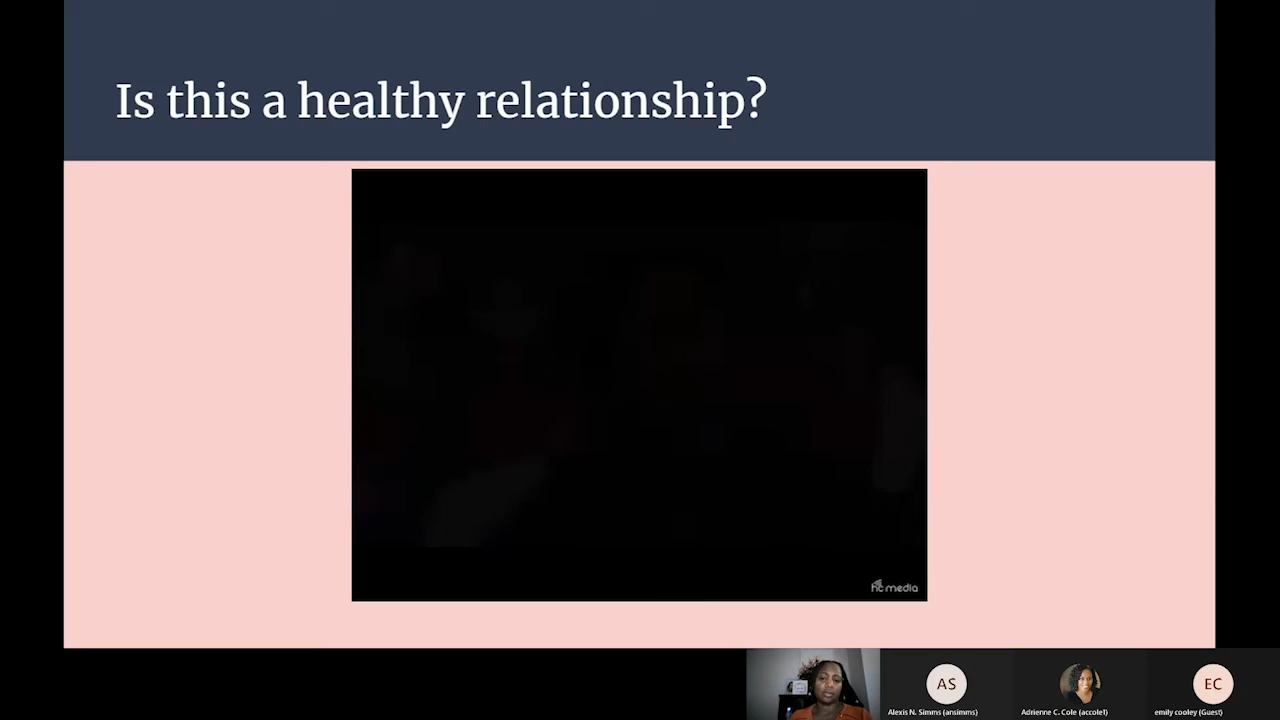 Is this a healthy relationship?
hc media
AS
EC
Alexis N. Simms (ansimms)
Adrienne C. Cole (accole1)
emily cooley (Guest)